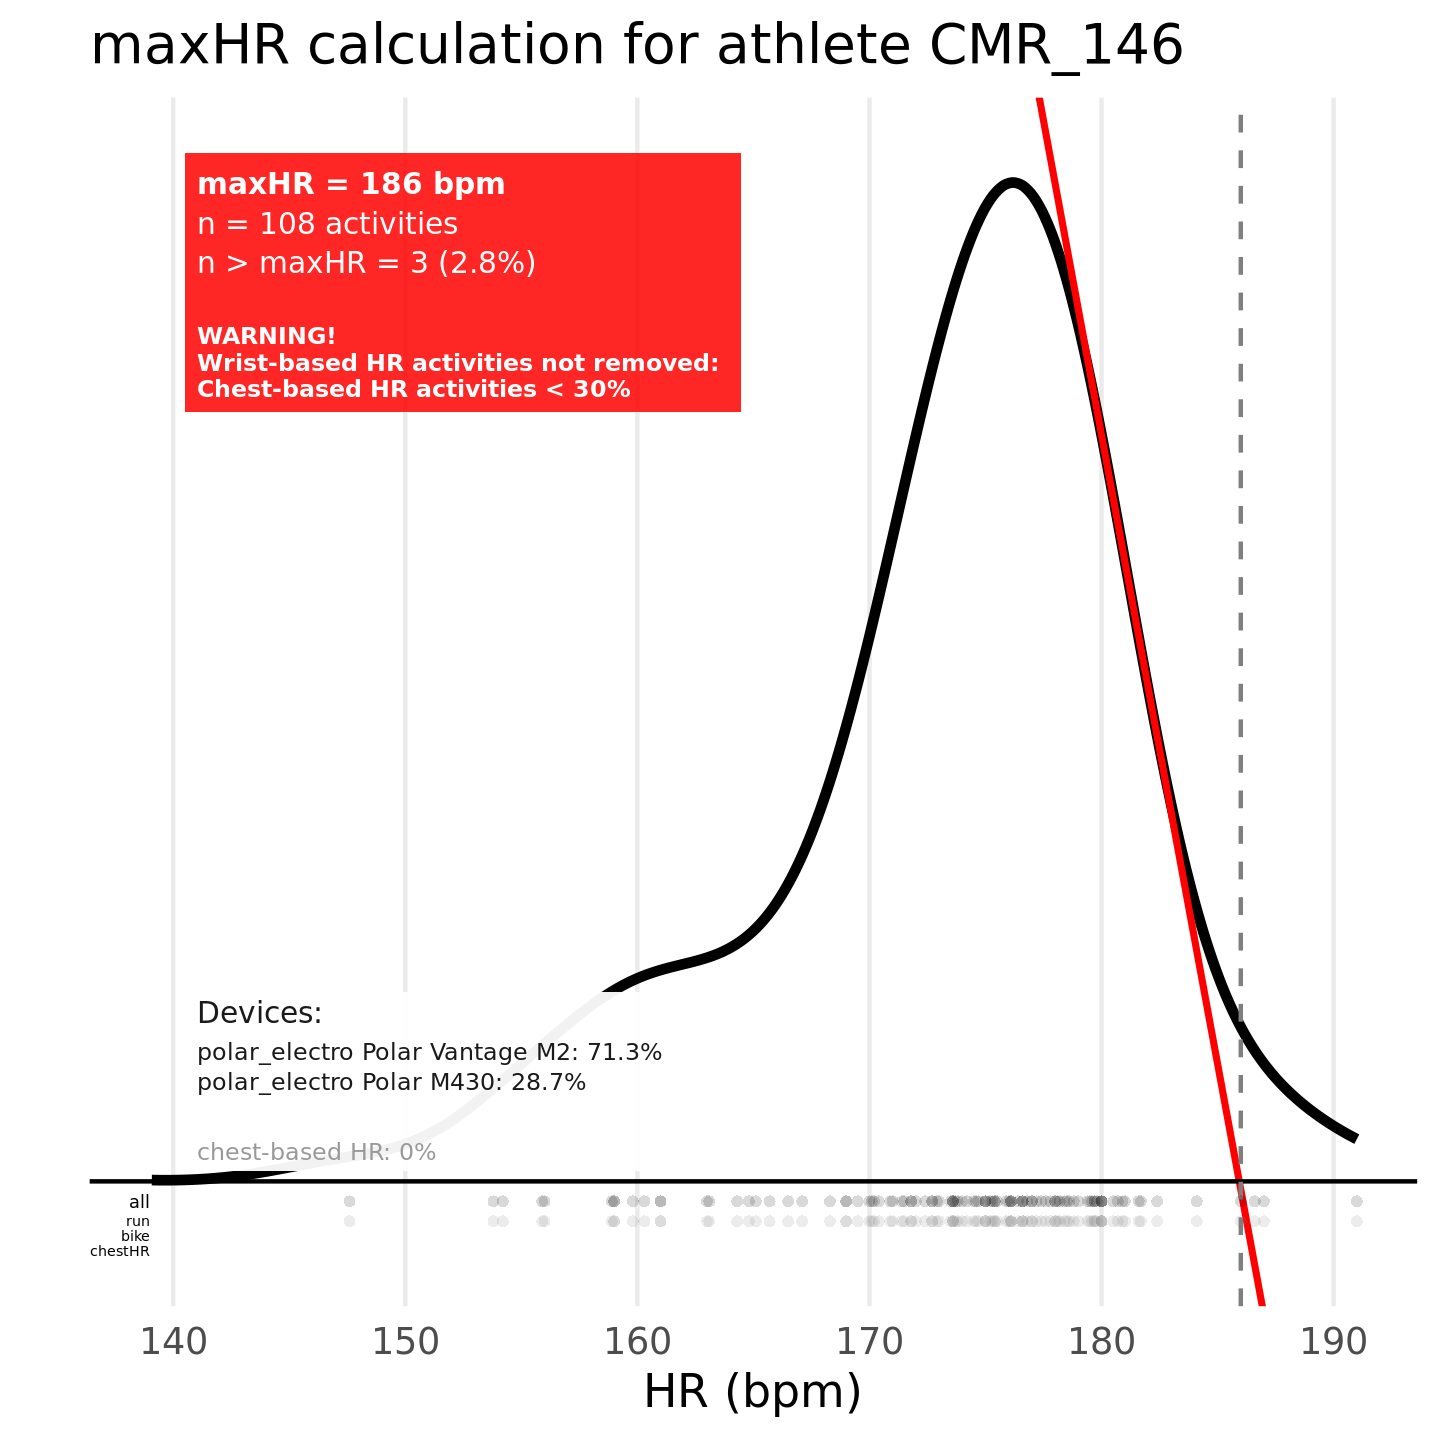 maxHR calculation for athlete CMR_146
maxHR = 186 bpm
n = 108 activities
n > maxHR = 3 (2.8%)
WARNING!
Wrist-based HR activities not removed:
Chest-based HR activities < 30%
Devices:
polar_electro Polar Vantage M2: 71.3%
polar_electro Polar M430: 28.7%
chest-based HR: 0%
all
run
bike
chestHR
140 150 160 170 180 190
HR (bpm)